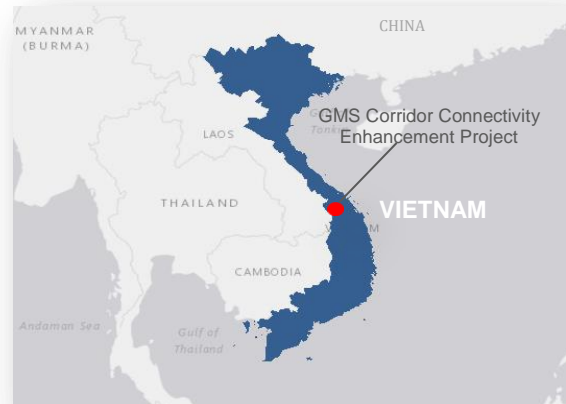 MYANMAR
(BURMA)
CHINA
GMS Corridor Connectivity
Enhancement Project
LAOS
THAILAND
VIETNAM
CAMBODIA
Andaman Sea
Gulf of
Thailand